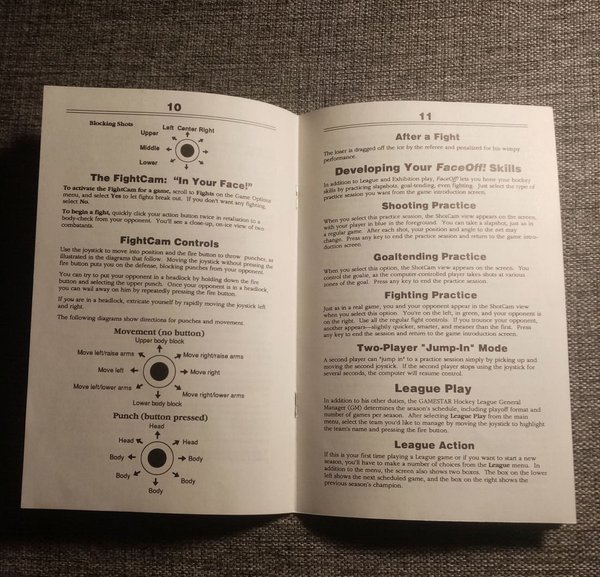 10
Blocking Shots
Left Center Right
Upper
Middle
Lower
The FightCam: "In Your Face!"
To activate the FightCam for a game, scroll to Fights on the Game Options
menu, and select Yes to let fights break out. If you don't want any fighting,
select No.
To begin a fight, quickly click your action button twice in retaliation to a
body-check from your opponent. You'll see a close-up, on-ice view of two
combatants.
FightCam Controls
Use the joystick to move into position and the fire button to throw punches, as
illustrated in the diagrams that follow. Moving the joystick without pressing the
fire button puts you on the defense, blocking punches from your opponent.
You can try to put your opponent in a headlock by holding down the fire
button and selecting the upper punch. Once your opponent is in a headlock,
you can wail away on him by repeatedly pressing the fire button.
If you are in a headlock, extricate yourself by rapidly moving the joystick left
and right.
The following diagrams show directions for punches and movement.
Movement (no button)
Upper body block
Move left/raise arms
Move right/raise arms
Move left
Move right
Move left/lower arms
Move right/lower arms
Lower body block
Punch (button pressed)
Head
Head
Head
Body
Body
Body
Body
Body
11
After a Fight
The loser is dragged off the ice by the referee and penalized for his wimpy
performance.
Developing Your FaceOff! Skills
In addition to League and Exhibition play, FaceOff! lets you hone your hockey
skills by practicing slapshots, goal-tending, even fighting. Just select the type of
practice session you want from the game introduction screen.
Shooting Practice
When you select this practice session, the ShotCam view appears on the screen,
with your player in blue in the foreground. You can take a slapshot, just as in
a regular game. After each shot, your position and angle to the net may
change. Press any key to end the practice session and return to the game intro-
duction screen.
Goaltending Practice
When you select this option, the ShotCam view appears on the screen. You
control the goalie, as the computer-controlled player takes shots at various
zones of the goal. Press any key to end the practice session.
Fighting Practice
Just as in a real game, you and your opponent appear in the ShotCam view
when you select this option. You're on the left, in green, and your opponent is
on the right. Use all the regular fight controls. If you trounce your opponent,
another appears—slightly quicker, smarter, and meaner than the first. Press any
key to end the session and return to the game introduction screen.
Two-Player "Jump-In" Mode
A second player can "jump in" to a practice session simply by picking up and
moving the second joystick. If the second player stops using the joystick for
several seconds, the computer will resume control.
League Play
In addition to his other duties, the GAMESTAR Hockey League General
Manager (GM) determines the season's schedule, including playoff format and
number of games per season. After selecting League Play from the main
menu, select the team you'd like to manage by moving the joystick to highlight
the team's name and pressing the fire button.
League Action
If this is your first time playing a League game or if you want to start a new
season, you'll have to make a number of choices from the League menu. In
addition to the menu, the screen also shows two boxes. The box on the lower
left shows the next scheduled game, and the box on the right shows the
previous season's champion.